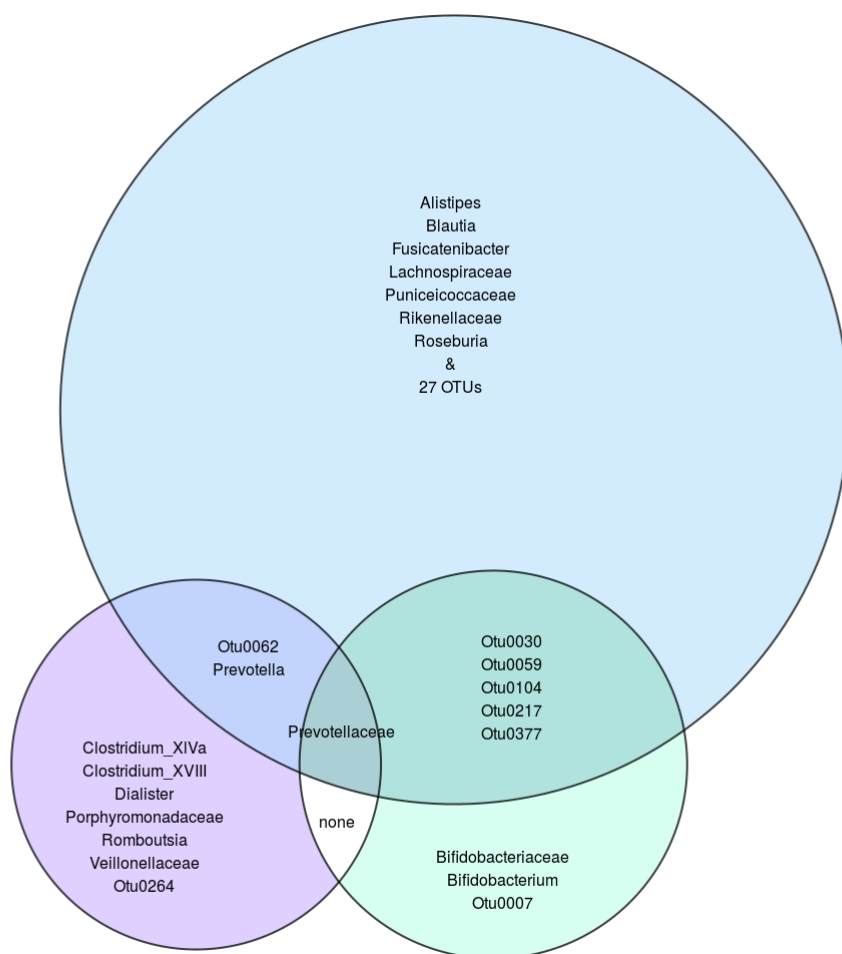 Alistipes
Blautia
Fusicatenibacter
Lachnospiraceae
Puniceicoccaceae
Rikenellaceae
Roseburia
&
27 OTUs
Otu0062
Prevotella
Otu0030
Otu0059
Otu0104
Otu0217
Otu0377
Prevotellaceae
Clostridium_XIVa
Clostridium_XVIII
Dialister
Porphyromonadaceae
Romboutsia
Veillonellaceae
Otu0264
none
Bifidobacteriaceae
Bifidobacterium
Otu0007